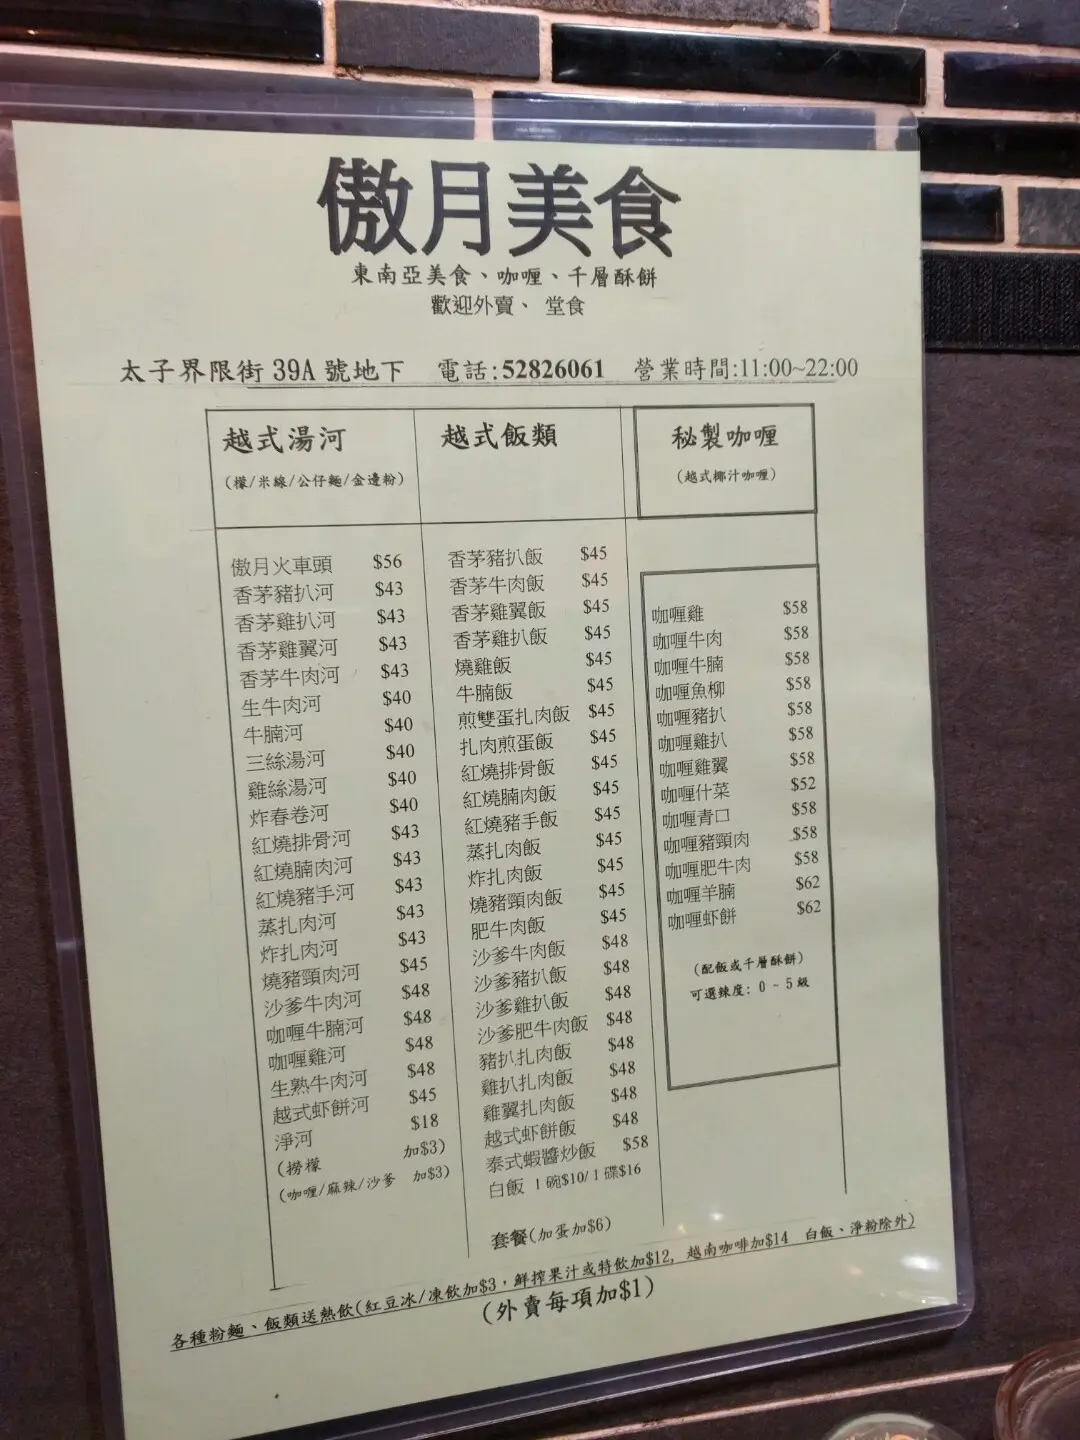 傲月美食
東南亞美食、咖喱、千層酥餅
歡迎外賣、 堂食
太子界限街 39A 號地下 電話:52826061 營業時間:11:00~22:00
越式湯河
(檬/米線/公仔麵/金邊粉)
傲月火車頭 $56
香茅豬扒河 $43
香茅雞扒河 $43
香茅雞翼河 $43
香茅牛肉河 $43
生牛肉河 $40
牛腩河 $40
三絲湯河 $40
雞絲湯河 $40
炸春卷河 $40
紅燒排骨河 $43
紅燒腩肉河 $43
紅燒豬手河 $43
蒸扎肉河 $43
炸扎肉河 $43
燒豬頸肉河 $45
沙爹牛肉河 $48
咖喱牛腩河 $48
咖喱雞河 $48
生熟牛肉河 $48
越式虾餅河 $45
淨河 $18
(撈檬 加$3)
(咖喱/麻辣/沙爹 加$3)
越式飯類
香茅豬扒飯 $45
香茅牛肉飯 $45
香茅雞翼飯 $45
香茅雞扒飯 $45
燒雞飯 $45
牛腩飯 $45
煎雙蛋扎肉飯 $45
扎肉煎蛋飯 $45
紅燒排骨飯 $45
紅燒腩肉飯 $45
紅燒豬手飯 $45
蒸扎肉飯 $45
炸扎肉飯 $45
燒豬頸肉飯 $45
肥牛肉飯 $45
沙爹牛肉飯 $48
沙爹豬扒飯 $48
沙爹雞扒飯 $48
沙爹肥牛肉飯 $48
豬扒扎肉飯 $48
雞扒扎肉飯 $48
雞翼扎肉飯 $48
越式虾餅飯 $48
泰式蝦醬炒飯 $58
白飯 1碗$10/1碟$16
套餐(加蛋加$6)
秘製咖喱
(越式椰汁咖喱)
咖喱雞 $58
咖喱牛肉 $58
咖喱牛腩 $58
咖喱魚柳 $58
咖喱豬扒 $58
咖喱雞扒 $58
咖喱雞翼 $58
咖喱什菜 $52
咖喱青口 $58
咖喱豬頸肉 $58
咖喱肥牛肉 $58
咖喱羊腩 $62
咖喱虾餅 $62
(配飯或千層酥餅)
可選辣度: 0 ~ 5 級
各種粉麵、飯類送熱飲(紅豆冰/凍飲加$3，鮮搾果汁或特飲加$12, 越南咖啡加$14 白飯、淨粉除外)
(外賣每項加$1)